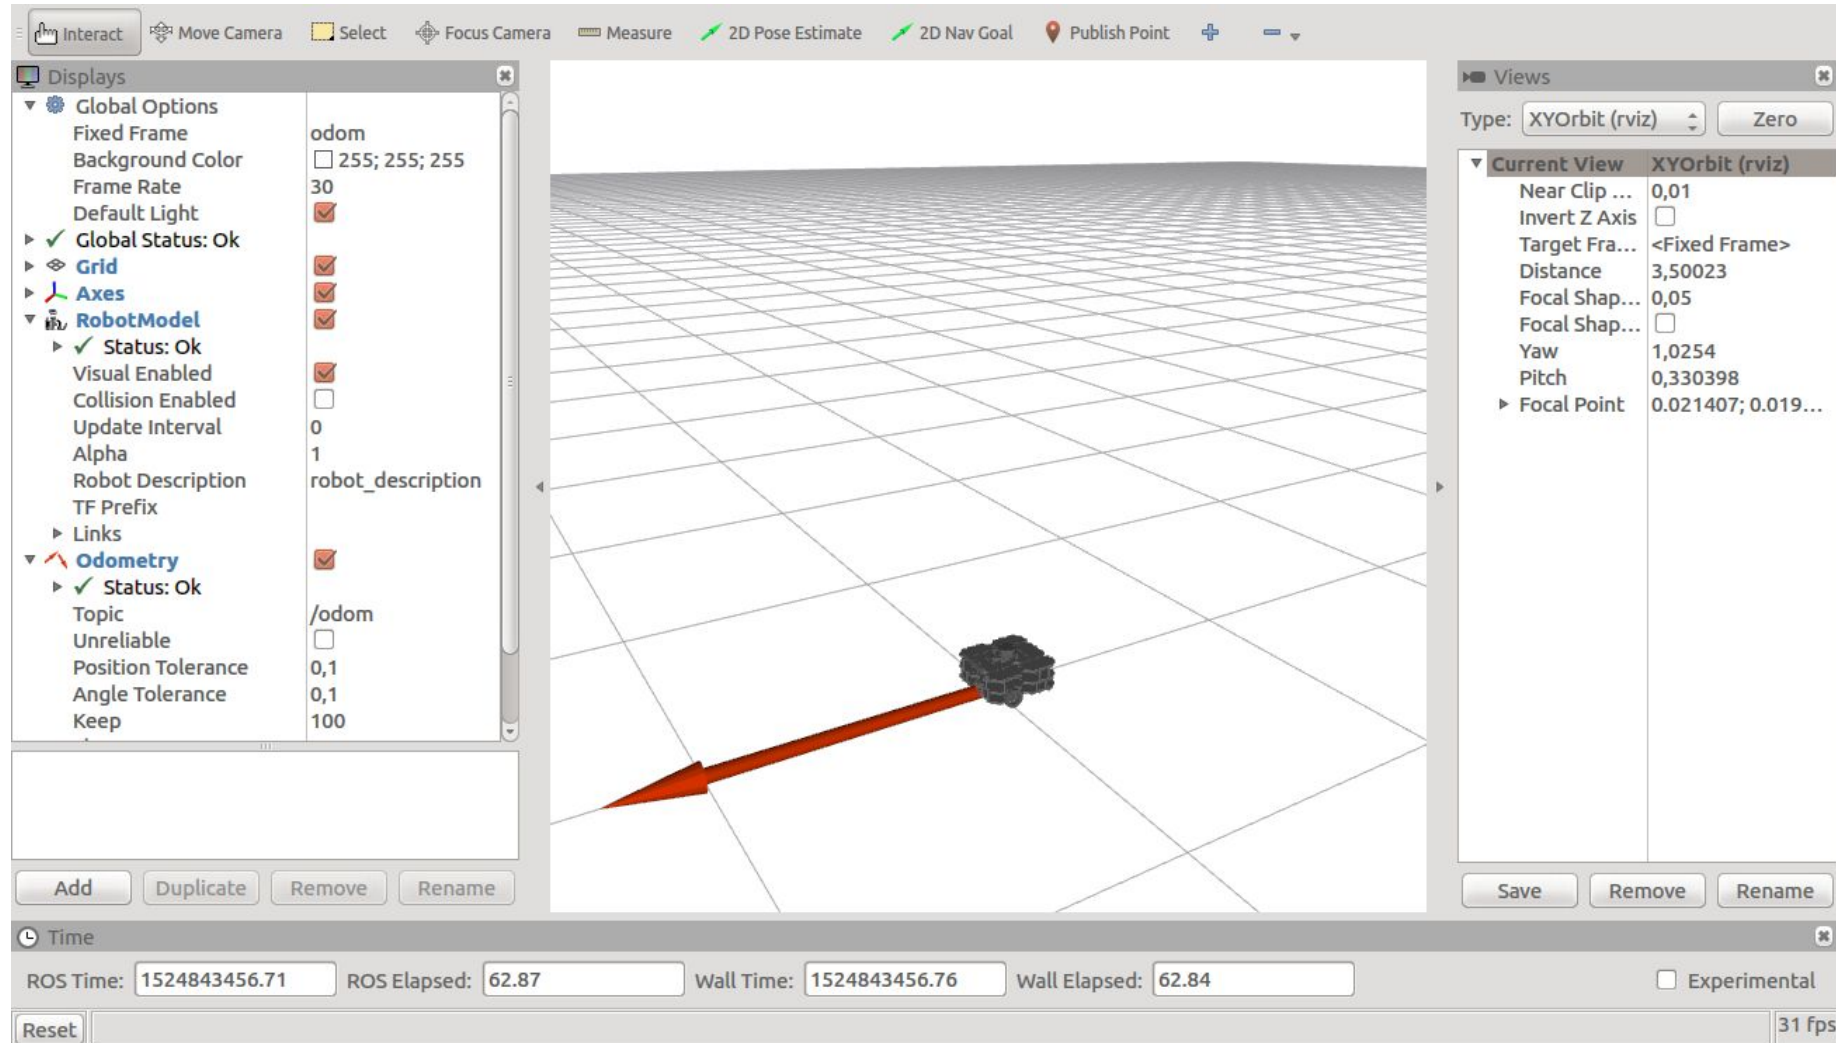 Interact Move Camera Select Focus Camera Measure 2D Pose Estimate 2D Nav Goal Publish Point
Displays
Global Options
Fixed Frame odom
Background Color 255; 255; 255
Frame Rate 30
Default Light
Global Status: Ok
Grid
Axes
RobotModel
Status: Ok
Visual Enabled
Collision Enabled
Update Interval 0
Alpha 1
Robot Description robot_description
TF Prefix
Links
Odometry
Status: Ok
Topic /odom
Unreliable
Position Tolerance 0,1
Angle Tolerance 0,1
Keep 100
Add Duplicate Remove Rename
Views
Type: XYOrbit (rviz) Zero
Current View XYOrbit (rviz)
Near Clip ... 0,01
Invert Z Axis
Target Fra... <Fixed Frame>
Distance 3,50023
Focal Shap... 0,05
Focal Shap...
Yaw 1,0254
Pitch 0,330398
Focal Point 0.021407; 0.019...
Save Remove Rename
Time
ROS Time: 1524843456.71 ROS Elapsed: 62.87 Wall Time: 1524843456.76 Wall Elapsed: 62.84 Experimental
Reset 31 fps